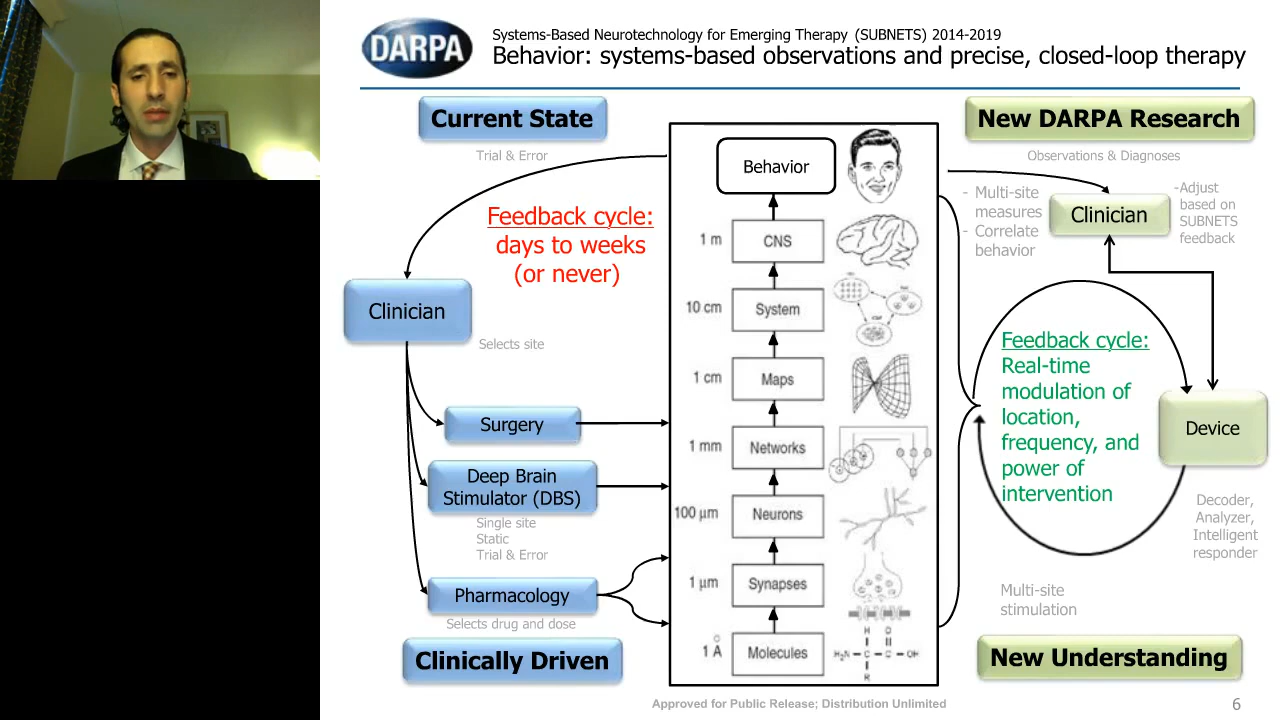 DARPA
Systems-Based Neurotechnology for Emerging Therapy (SUBNETS) 2014-2019
Behavior: systems-based observations and precise, closed-loop therapy
Current State
Trial & Error
Feedback cycle:
days to weeks
(or never)
Clinician
Selects site
Surgery
Deep Brain
Stimulator (DBS)
Single site
Static
Trial & Error
Pharmacology
Selects drug and dose
Clinically Driven
Behavior
1 m
CNS
10 cm
System
1 cm
Maps
1 mm
Networks
100 μm
Neurons
1 μm
Synapses
1 Å
Molecules
H O
H₂N C C OH
R
New DARPA Research
Observations & Diagnoses
- Multi-site
measures
- Correlate
behavior
Clinician
-Adjust
based on
SUBNETS
feedback
Feedback cycle:
Real-time
modulation of
location,
frequency, and
power of
intervention
Device
Decoder,
Analyzer,
Intelligent
responder
Multi-site
stimulation
New Understanding
Approved for Public Release; Distribution Unlimited
6